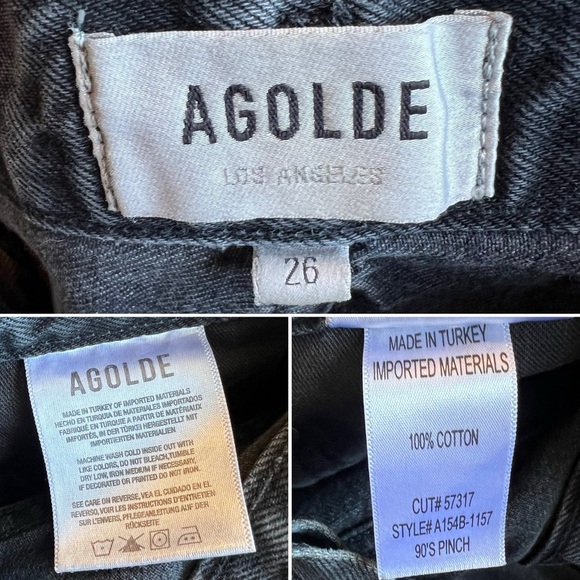 AGOLDE
LOS ANGELES
26
AGOLDE
MADE IN TURKEY OF IMPORTED MATERIALS
HECHO EN TURQUIA DE MATERIALES IMPORTADOS
FABRIQUÉ EN TURQUIE A PARTIR DE MATÉRIAUX
IMPORTÉS, IN DER TÜRKEI HERGESTELLT MIT
IMPORTIERTEN MATERIALIEN
MACHINE WASH COLD INSIDE OUT WITH
LIKE COLORS, DO NOT BLEACH, TUMBLE
DRY LOW, IRON MEDIUM IF NECESSARY.
IF DECORATED OR PRINTED DO NOT IRON.
SEE CARE ON REVERSE, VEA EL CUIDADO EN EL
REVERSO, VOIR LES INSTRUCTIONS D'ENTRETIEN
SUR L'ENVERS, PFLEGEANLEITUNG AUF DER
RÜCKSEITE
MADE IN TURKEY
IMPORTED MATERIALS
100% COTTON
CUT# 57317
STYLE# A154B-1157
90'S PINCH